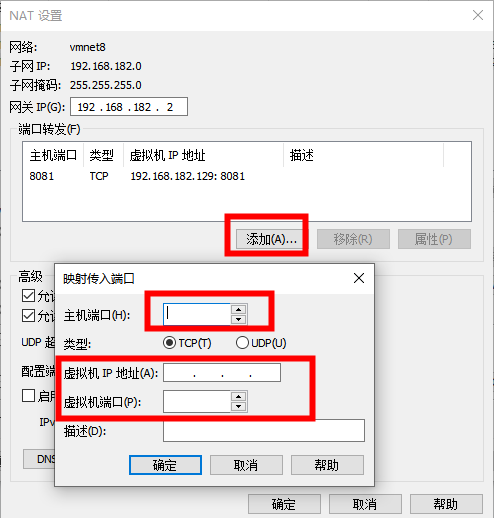 NAT 设置
网络: vmnet8
子网 IP: 192.168.182.0
子网掩码: 255.255.255.0
网关 IP(G): 192 . 168 . 182 . 2
端口转发(F)
主机端口 类型 虚拟机 IP 地址 描述
8081 TCP 192.168.182.129: 8081
添加(A)... 移除(R) 属性(P)
高级
映射传入端口
允
主机端口(H):
允
类型: TCP(T) UDP(U)
UDP 超
虚拟机 IP 地址(A): . . .
配置端
虚拟机端口(P):
启用
描述(D):
IPv
确定 取消 帮助
DNS
确定 取消 帮助